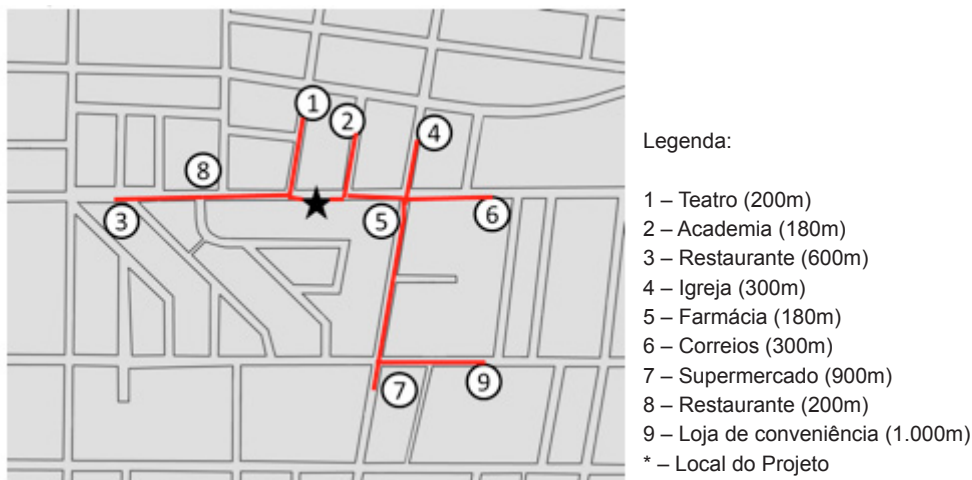 1
2
4
8
3
5
6
7
9
Legenda:
1 – Teatro (200m)
2 – Academia (180m)
3 – Restaurante (600m)
4 – Igreja (300m)
5 – Farmácia (180m)
6 – Correios (300m)
7 – Supermercado (900m)
8 – Restaurante (200m)
9 – Loja de conveniência (1.000m)
* – Local do Projeto